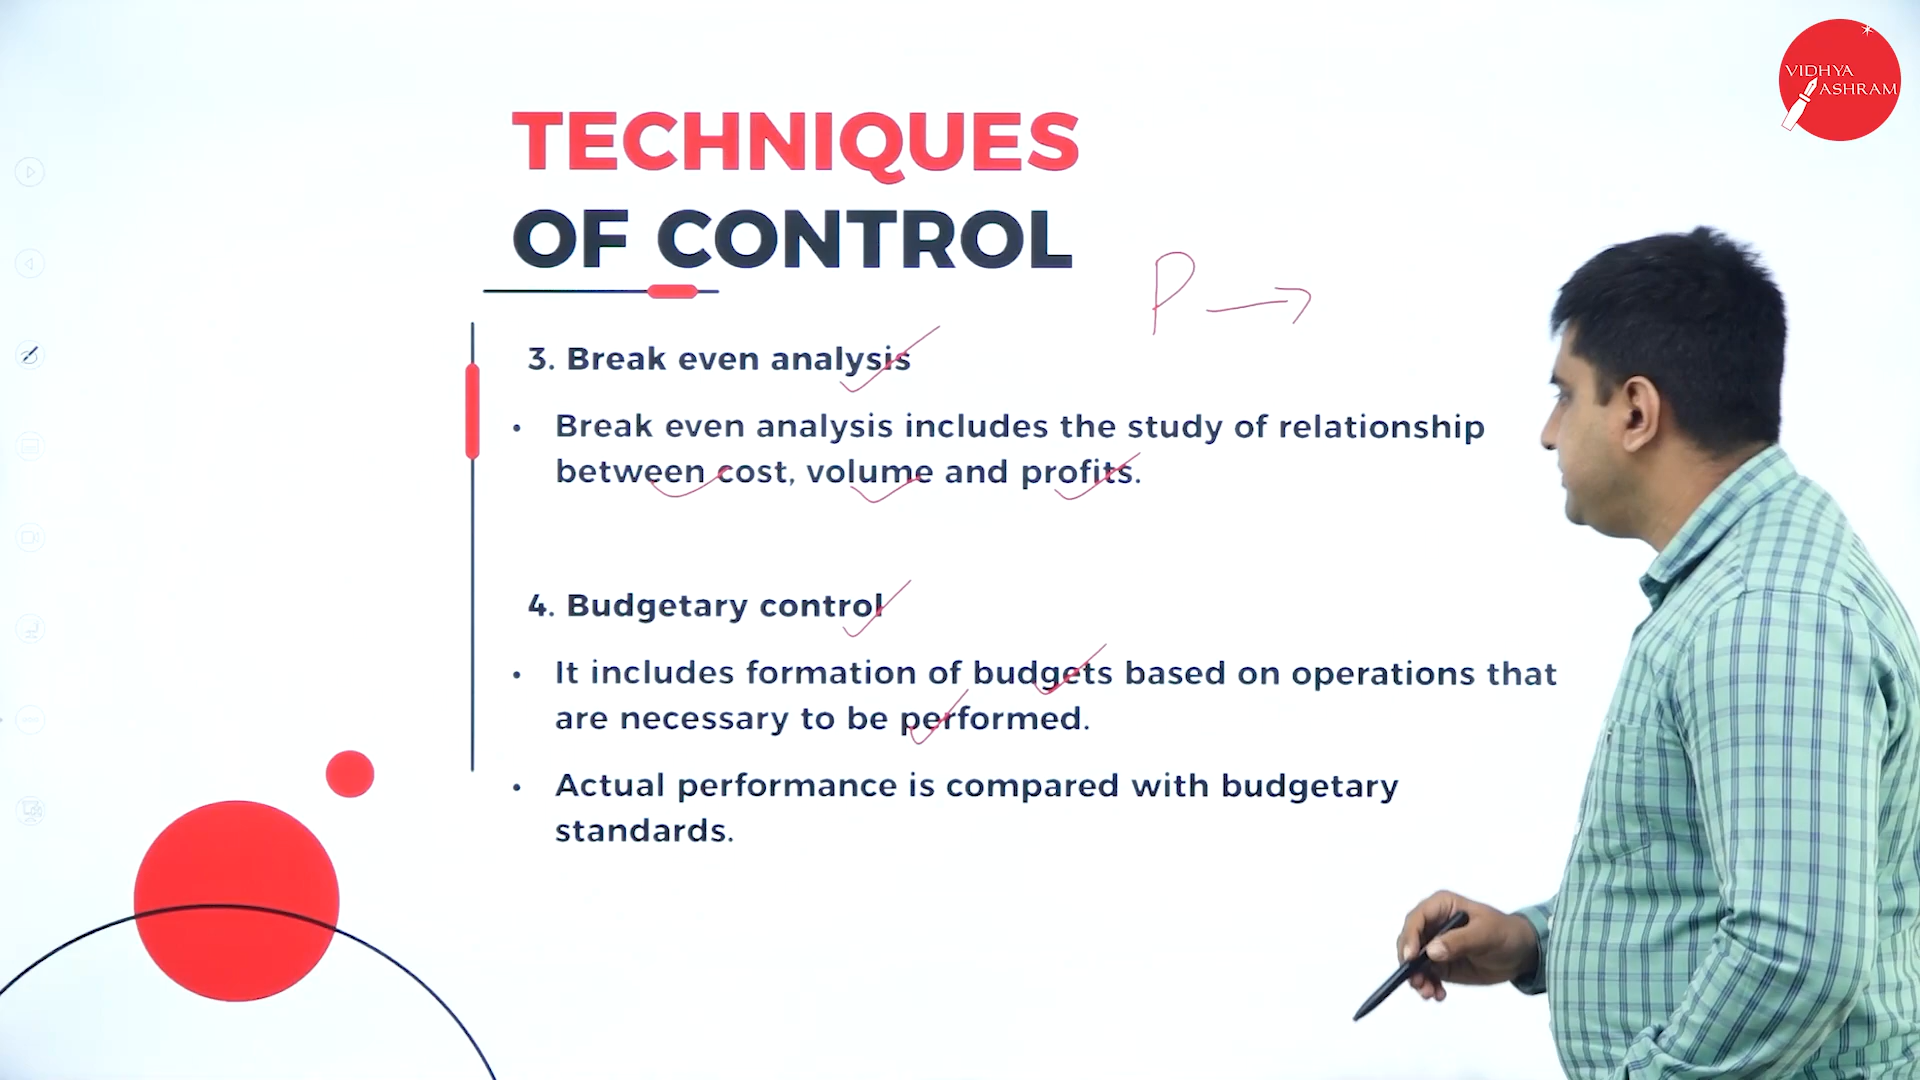 VIDHYA
ASHRAM
TECHNIQUES
OF CONTROL
P →
3. Break even analysis
• Break even analysis includes the study of relationship
between cost, volume and profits.
4. Budgetary control
• It includes formation of budgets based on operations that
are necessary to be performed.
• Actual performance is compared with budgetary
standards.